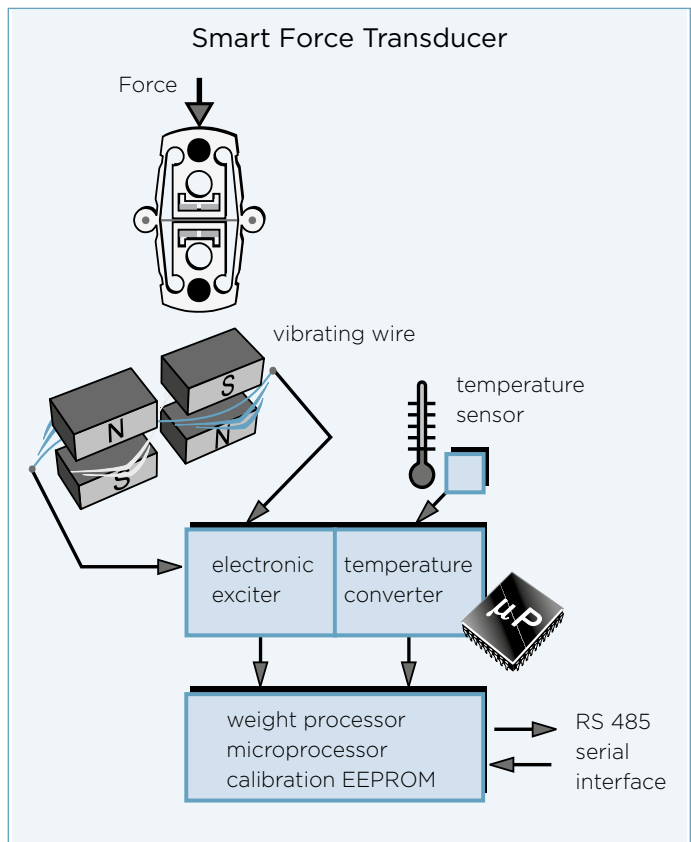 Smart Force Transducer
Force
vibrating wire
temperature
sensor
S
N
N
S
electronic
exciter
temperature
converter
μP
weight processor
microprocessor
calibration EEPROM
RS 485
serial
interface